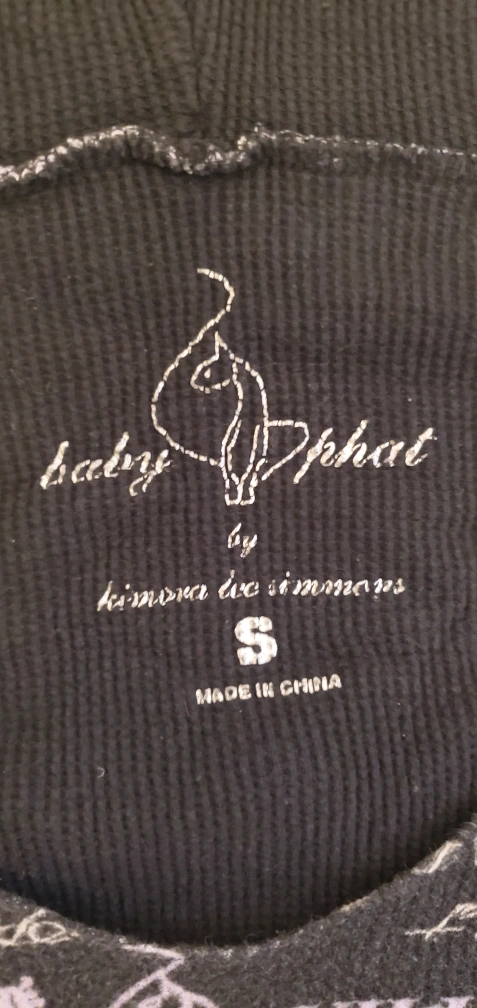 baby phat
by
kimora lee simmons
S
MADE IN CHINA